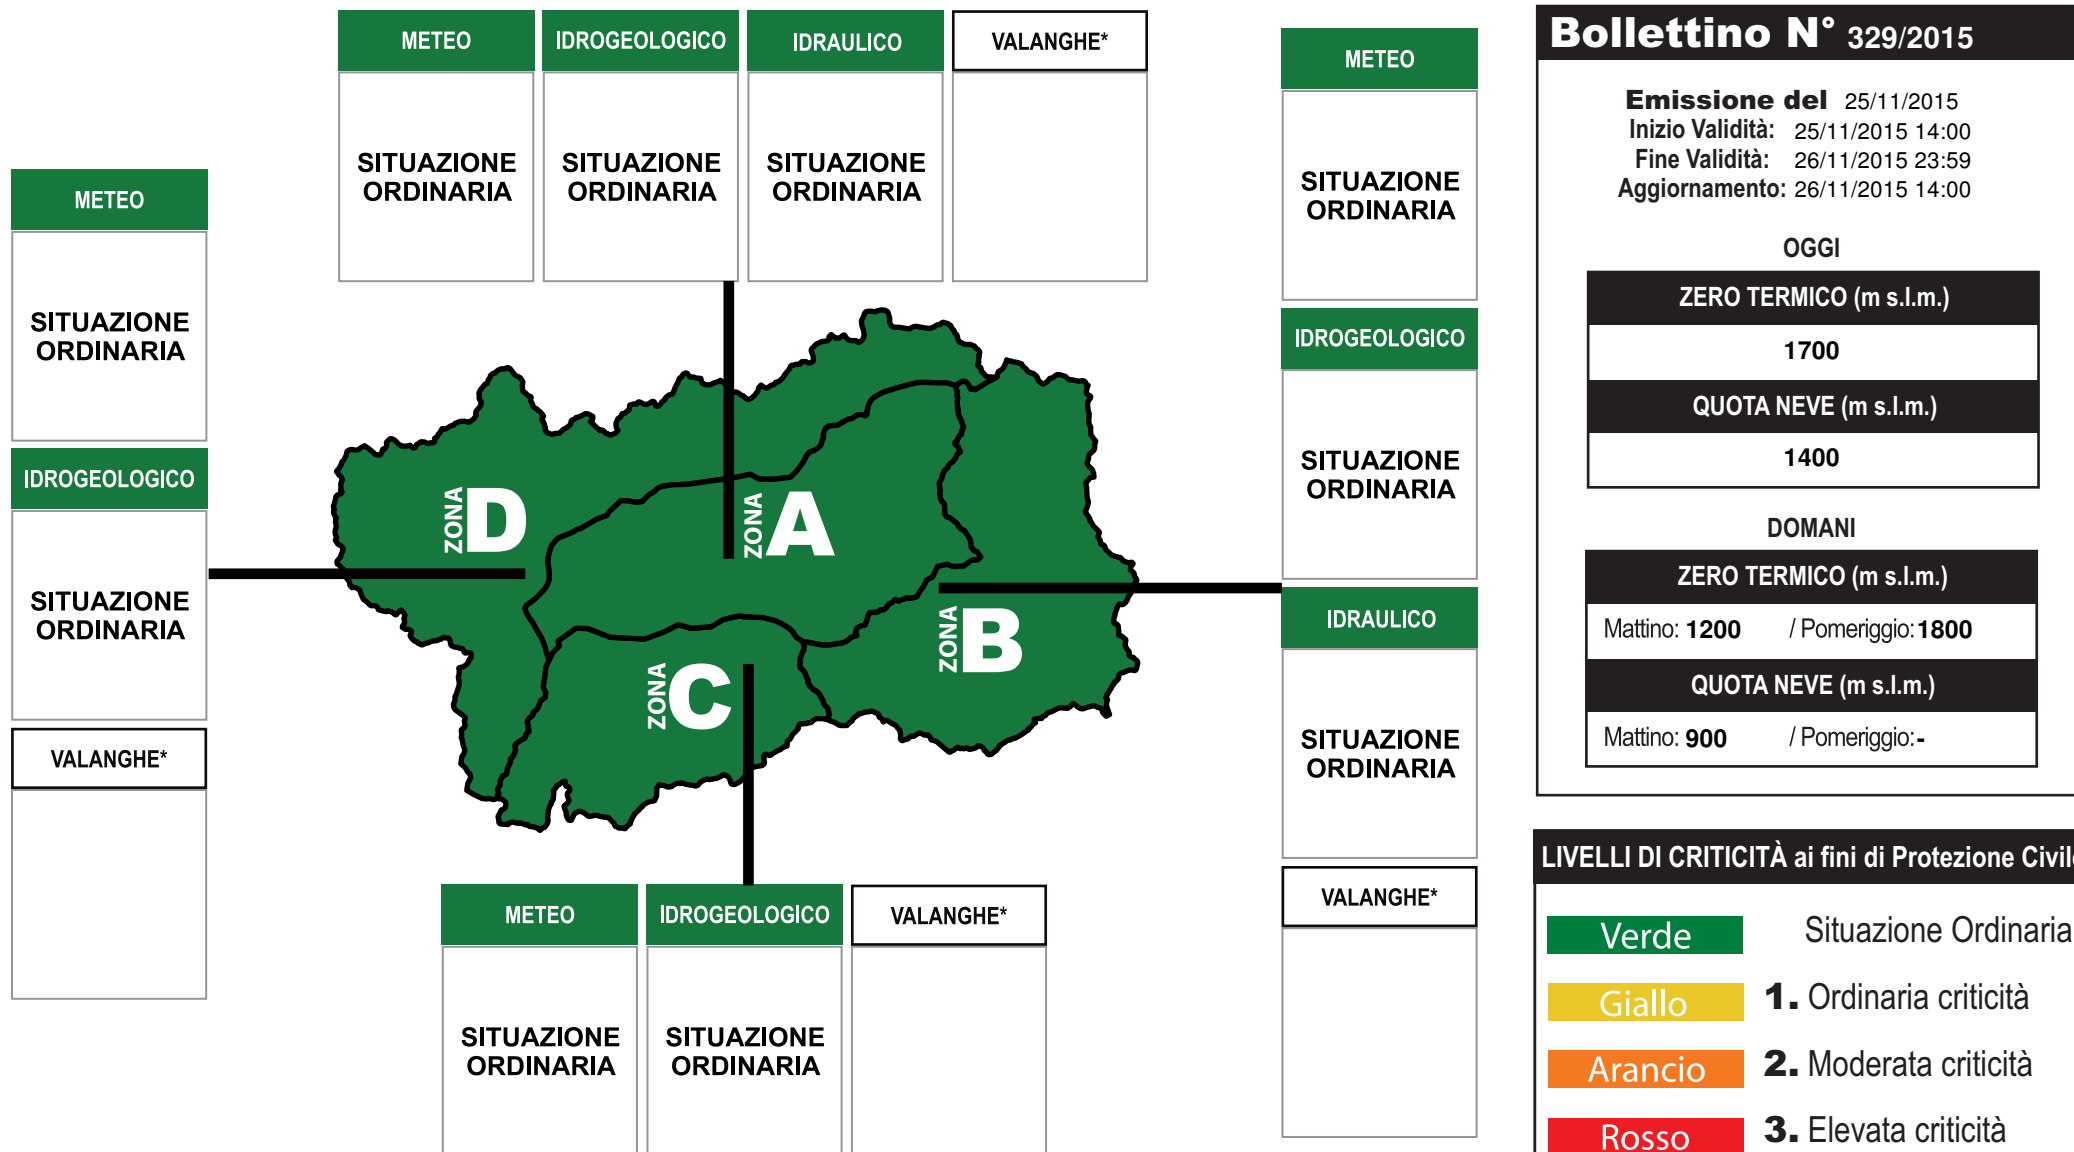 METEO IDROGEOLOGICO IDRAULICO VALANGHE*
SITUAZIONE ORDINARIA SITUAZIONE ORDINARIA SITUAZIONE ORDINARIA
METEO
SITUAZIONE
ORDINARIA
IDROGEOLOGICO
SITUAZIONE
ORDINARIA
VALANGHE*
ZONA D
ZONA A
ZONA B
ZONA C
METEO IDROGEOLOGICO VALANGHE*
SITUAZIONE ORDINARIA SITUAZIONE ORDINARIA
METEO
SITUAZIONE
ORDINARIA
IDROGEOLOGICO
SITUAZIONE
ORDINARIA
IDRAULICO
SITUAZIONE
ORDINARIA
VALANGHE*
Bollettino N° 329/2015
Emissione del 25/11/2015
Inizio Validità: 25/11/2015 14:00
Fine Validità: 26/11/2015 23:59
Aggiornamento: 26/11/2015 14:00
OGGI
ZERO TERMICO (m s.l.m.)
1700
QUOTA NEVE (m s.l.m.)
1400
DOMANI
ZERO TERMICO (m s.l.m.)
Mattino: 1200 / Pomeriggio: 1800
QUOTA NEVE (m s.l.m.)
Mattino: 900 / Pomeriggio: -
LIVELLI DI CRITICITÀ ai fini di Protezione Civile
Verde Situazione Ordinaria
Giallo 1. Ordinaria criticità
Arancio 2. Moderata criticità
Rosso 3. Elevata criticità